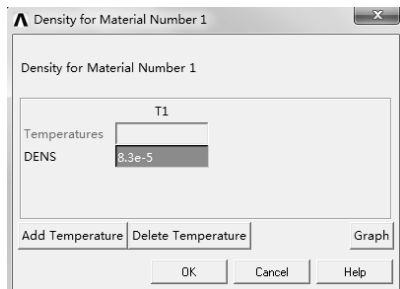 Density for Material Number 1
Density for Material Number 1
T1
Temperatures
DENS 8.3e-5
Add Temperature Delete Temperature Graph
OK Cancel Help